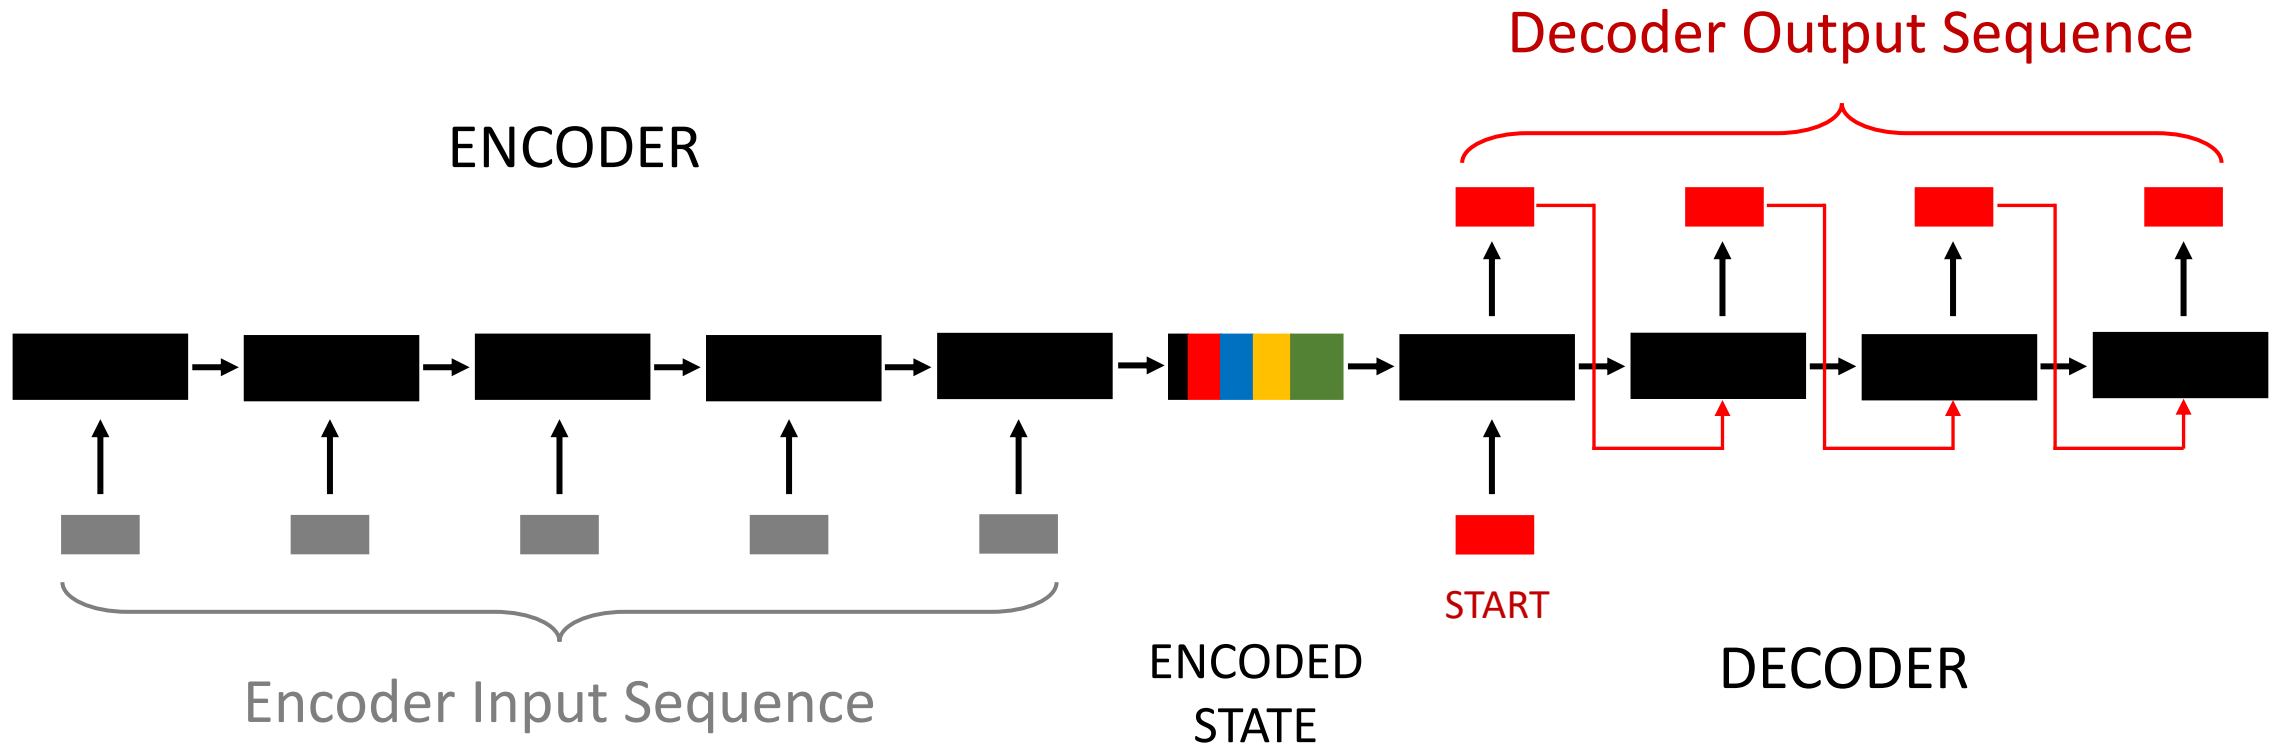 Decoder Output Sequence
ENCODER
START
ENCODED
STATE
DECODER
Encoder Input Sequence